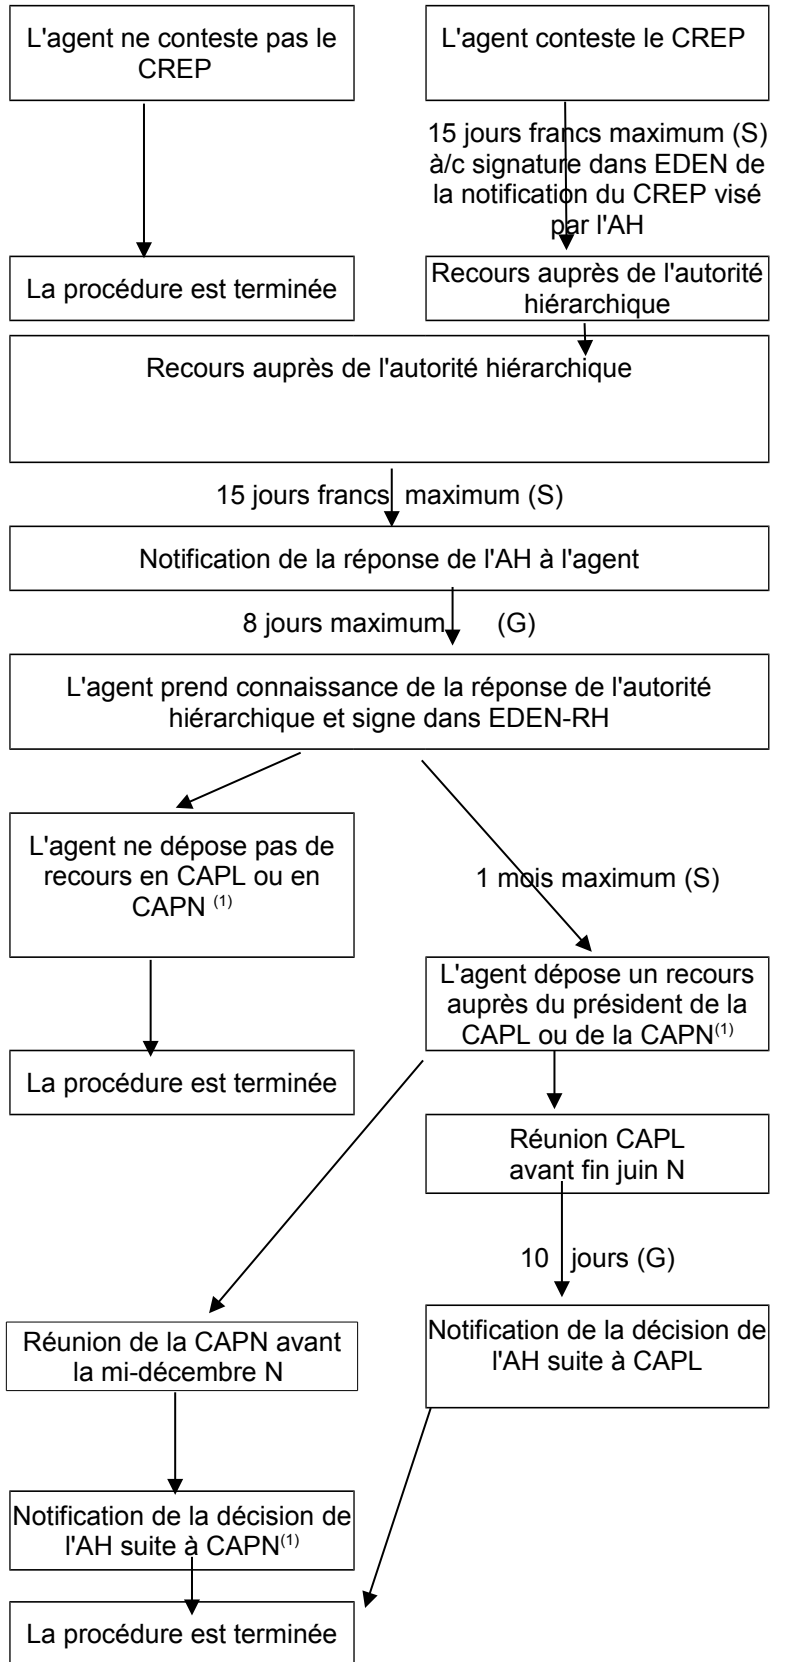 L'agent ne conteste pas le
CREP
L'agent conteste le CREP
15 jours francs maximum (S)
à/c signature dans EDEN de
la notification du CREP visé
par l'AH
La procédure est terminée
Recours auprès de l'autorité
hiérarchique
Recours auprès de l'autorité hiérarchique
15 jours francs maximum (S)
Notification de la réponse de l'AH à l'agent
8 jours maximum (G)
L'agent prend connaissance de la réponse de l'autorité
hiérarchique et signe dans EDEN-RH
L'agent ne dépose pas de
recours en CAPL ou en
CAPN (1)
1 mois maximum (S)
L'agent dépose un recours
auprès du président de la
CAPL ou de la CAPN(1)
La procédure est terminée
Réunion CAPL
avant fin juin N
10 jours (G)
Réunion de la CAPN avant
la mi-décembre N
Notification de la décision de
l'AH suite à CAPL
Notification de la décision de
l'AH suite à CAPN(1)
La procédure est terminée